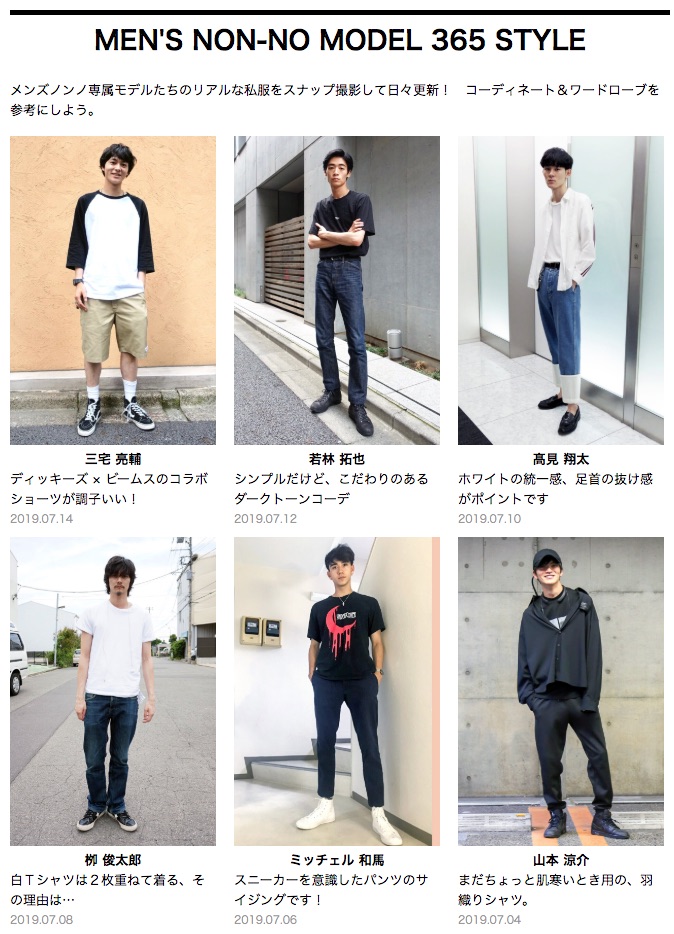 MEN'S NON-NO MODEL 365 STYLE
メンズノンノ専属モデルたちのリアルな私服をスナップ撮影して日々更新！　コーディネート＆ワードローブを
参考にしよう。
三宅 亮輔
ディッキーズ × ビームスのコラボ
ショーツが調子いい！
2019.07.14
若林 拓也
シンプルだけど、こだわりのある
ダークトーンコーデ
2019.07.12
髙見 翔太
ホワイトの統一感、足首の抜け感
がポイントです
2019.07.10
栁 俊太郎
白Ｔシャツは２枚重ねて着る、そ
の理由は…
2019.07.08
ミッチェル 和馬
スニーカーを意識したパンツのサ
イジングです！
2019.07.06
山本 涼介
まだちょっと肌寒いとき用の、羽
織りシャツ。
2019.07.04